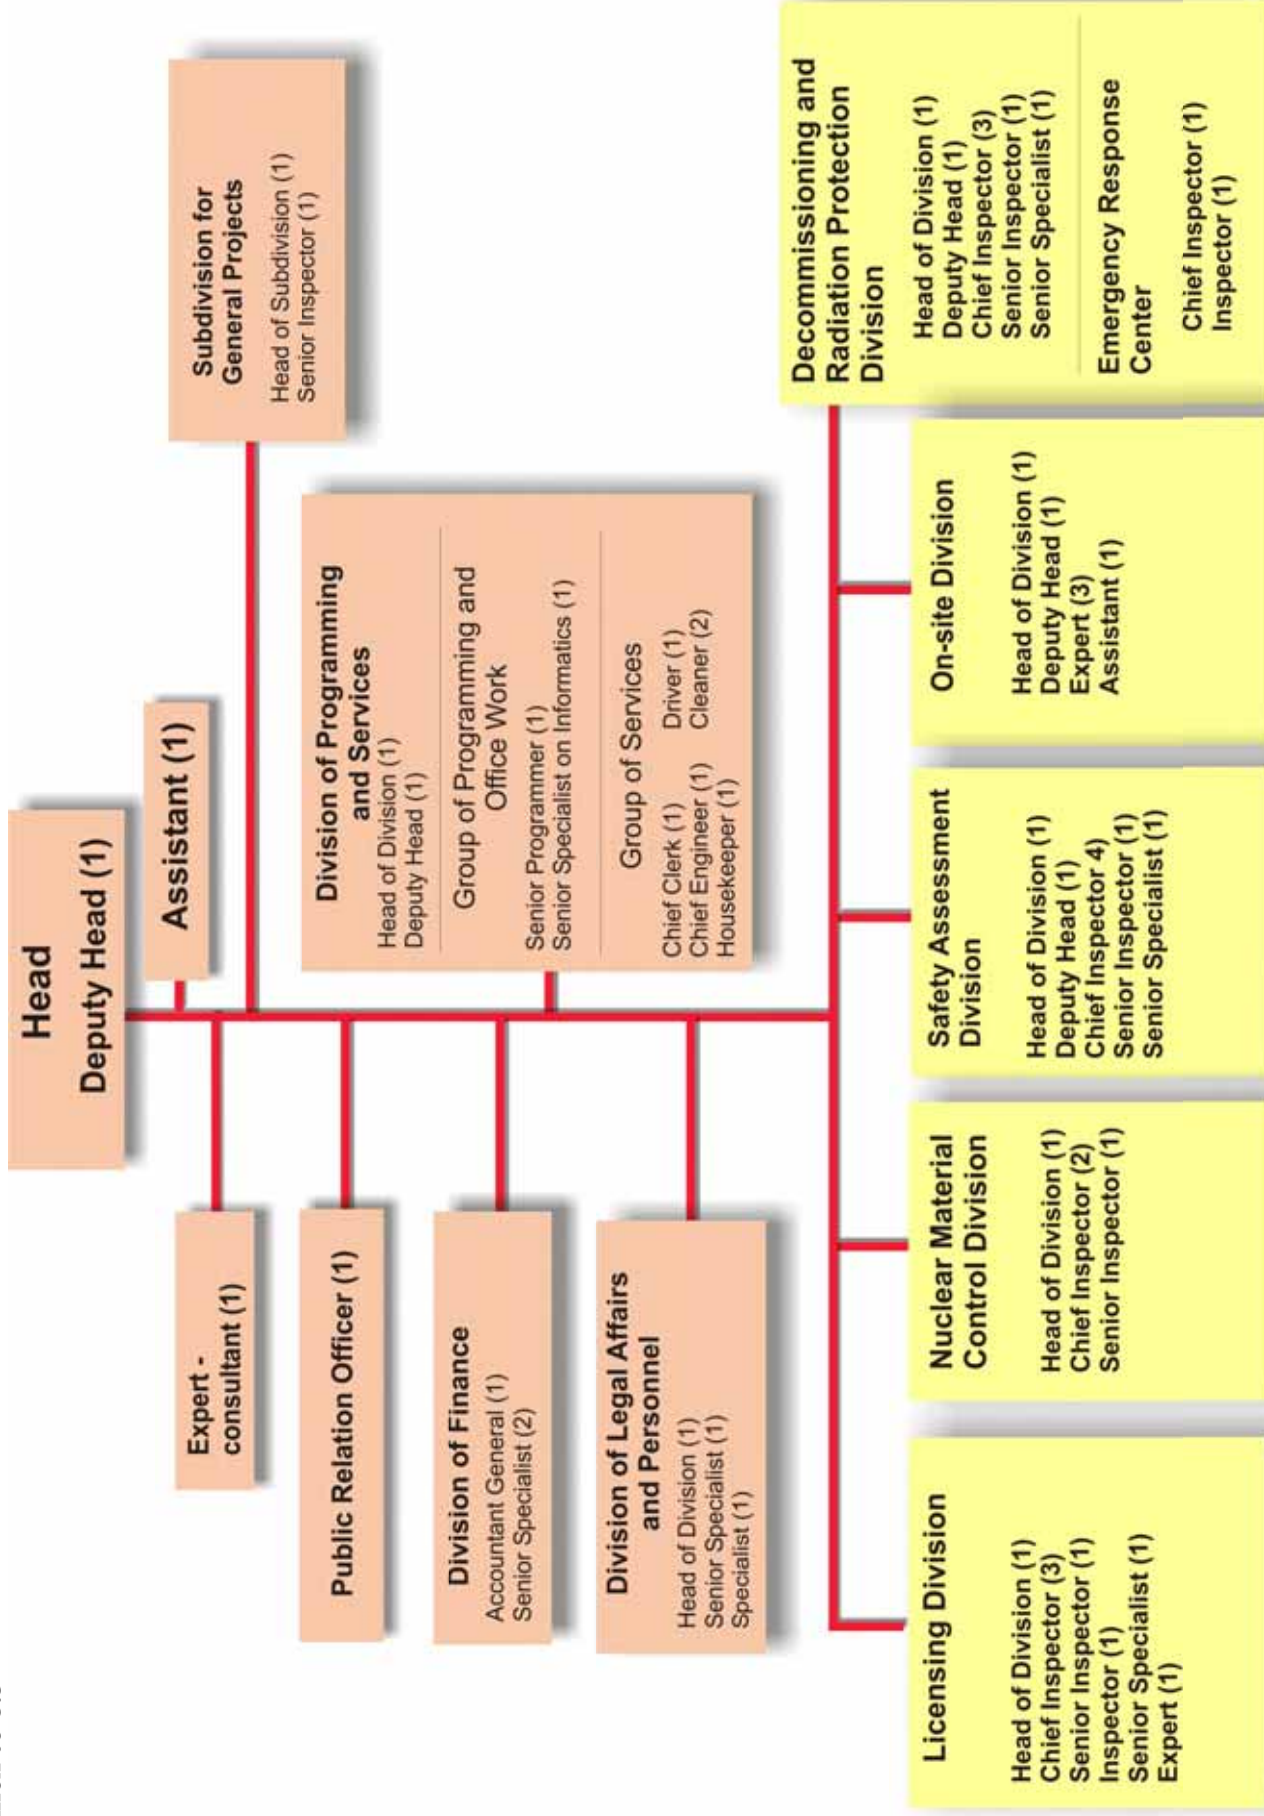 Head
Deputy Head (1)
Assistant (1)
Expert -
consultant (1)
Subdivision for
General Projects
Head of Subdivision (1)
Senior Inspector (1)
Public Relation Officer (1)
Division of Finance
Accountant General (1)
Senior Specialist (2)
Division of Legal Affairs
and Personnel
Head of Division (1)
Senior Specialist (1)
Specialist (1)
Division of Programming
and Services
Head of Division (1)
Deputy Head (1)
Group of Programming and
Office Work
Senior Programmer (1)
Senior Specialist on Informatics (1)
Group of Services
Chief Clerk (1) Driver (1)
Chief Engineer (1) Cleaner (2)
Housekeeper (1)
Licensing Division
Head of Division (1)
Chief Inspector (3)
Senior Inspector (1)
Inspector (1)
Senior Specialist (1)
Expert (1)
Nuclear Material
Control Division
Head of Division (1)
Chief Inspector (2)
Senior Inspector (1)
Safety Assessment
Division
Head of Division (1)
Deputy Head (1)
Chief Inspector 4)
Senior Inspector (1)
Senior Specialist (1)
On-site Division
Head of Division (1)
Deputy Head (1)
Expert (3)
Assistant (1)
Decommissioning and
Radiation Protection
Division
Head of Division (1)
Deputy Head (1)
Chief Inspector (3)
Senior Inspector (1)
Senior Specialist (1)
Emergency Response
Center
Chief Inspector (1)
Inspector (1)